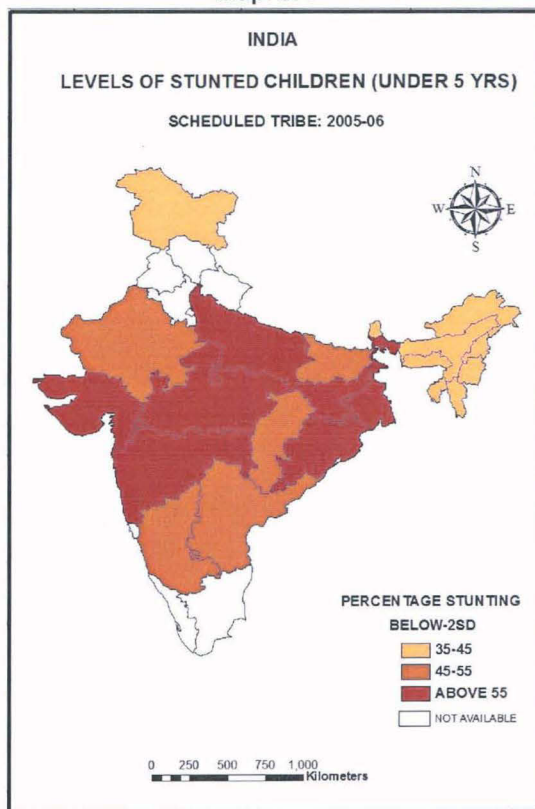 INDIA
LEVELS OF STUNTED CHILDREN (UNDER 5 YRS)
SCHEDULED TRIBE: 2005-06
N
W E
S
PERCENTAGE STUNTING
BELOW-2SD
35-45
45-55
ABOVE 55
NOT AVAILABLE
0 250 500 750 1,000
Kilometers